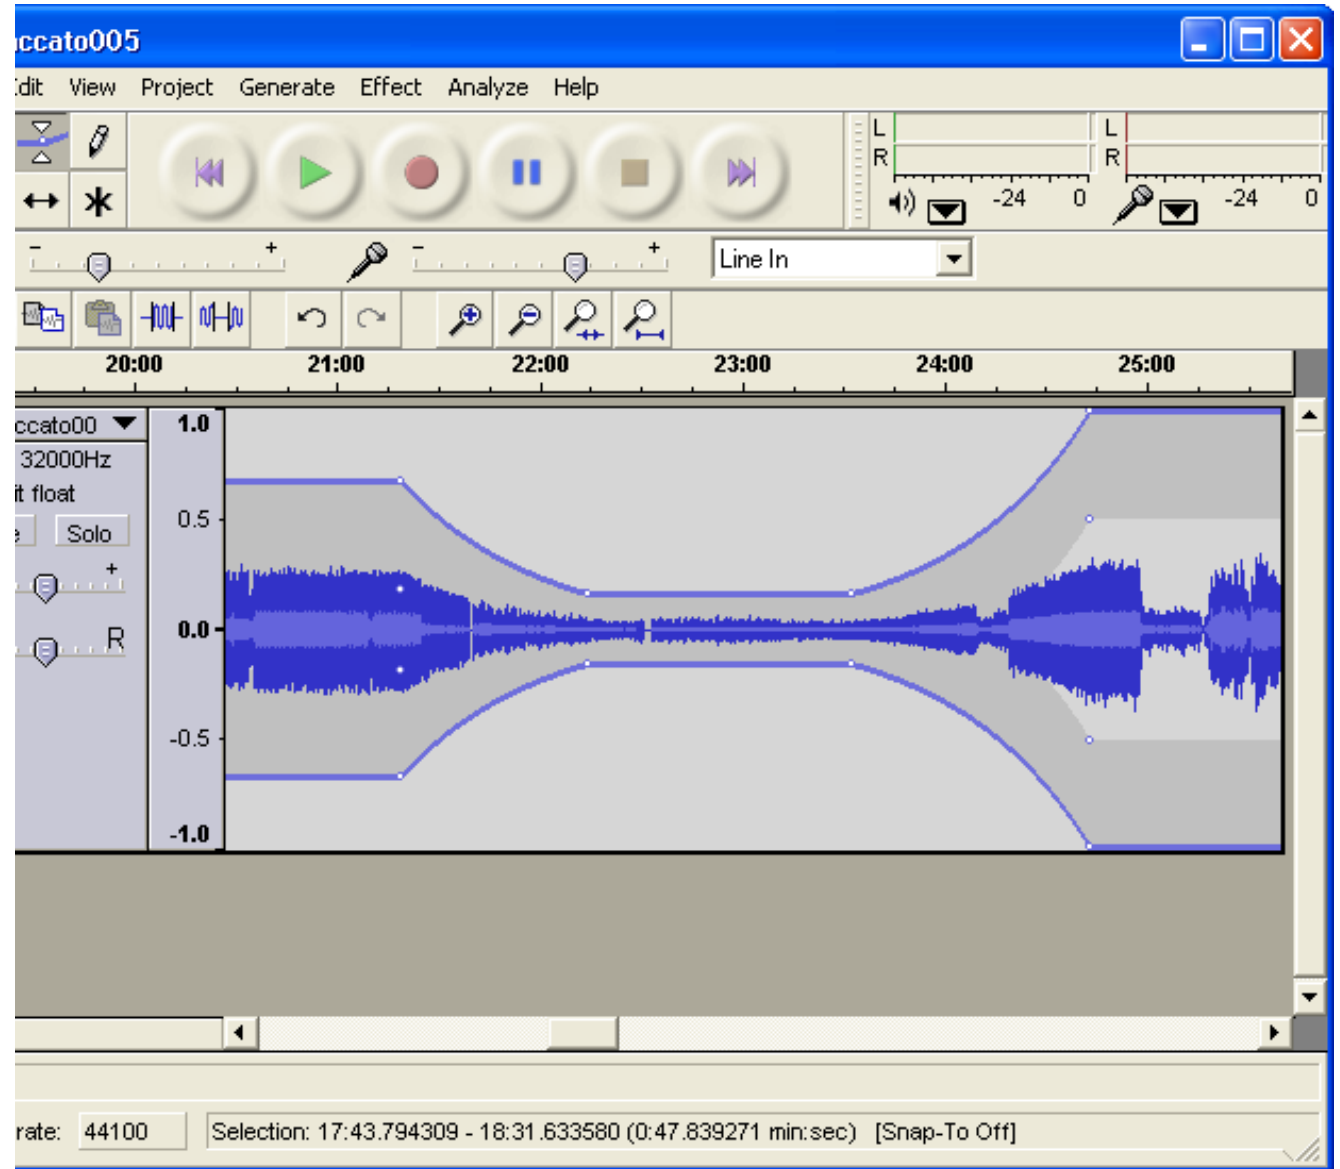 ccato005
Edit View Project Generate Effect Analyze Help
L
R
-24 0
L
R
-24 0
- +
- +
Line In
20:00 21:00 22:00 23:00 24:00 25:00
ccato00
32000Hz
it float
Solo
+
R
1.0
0.5
0.0
-0.5
-1.0
rate: 44100
Selection: 17:43.794309 - 18:31.633580 (0:47.839271 min:sec) [Snap-To Off]